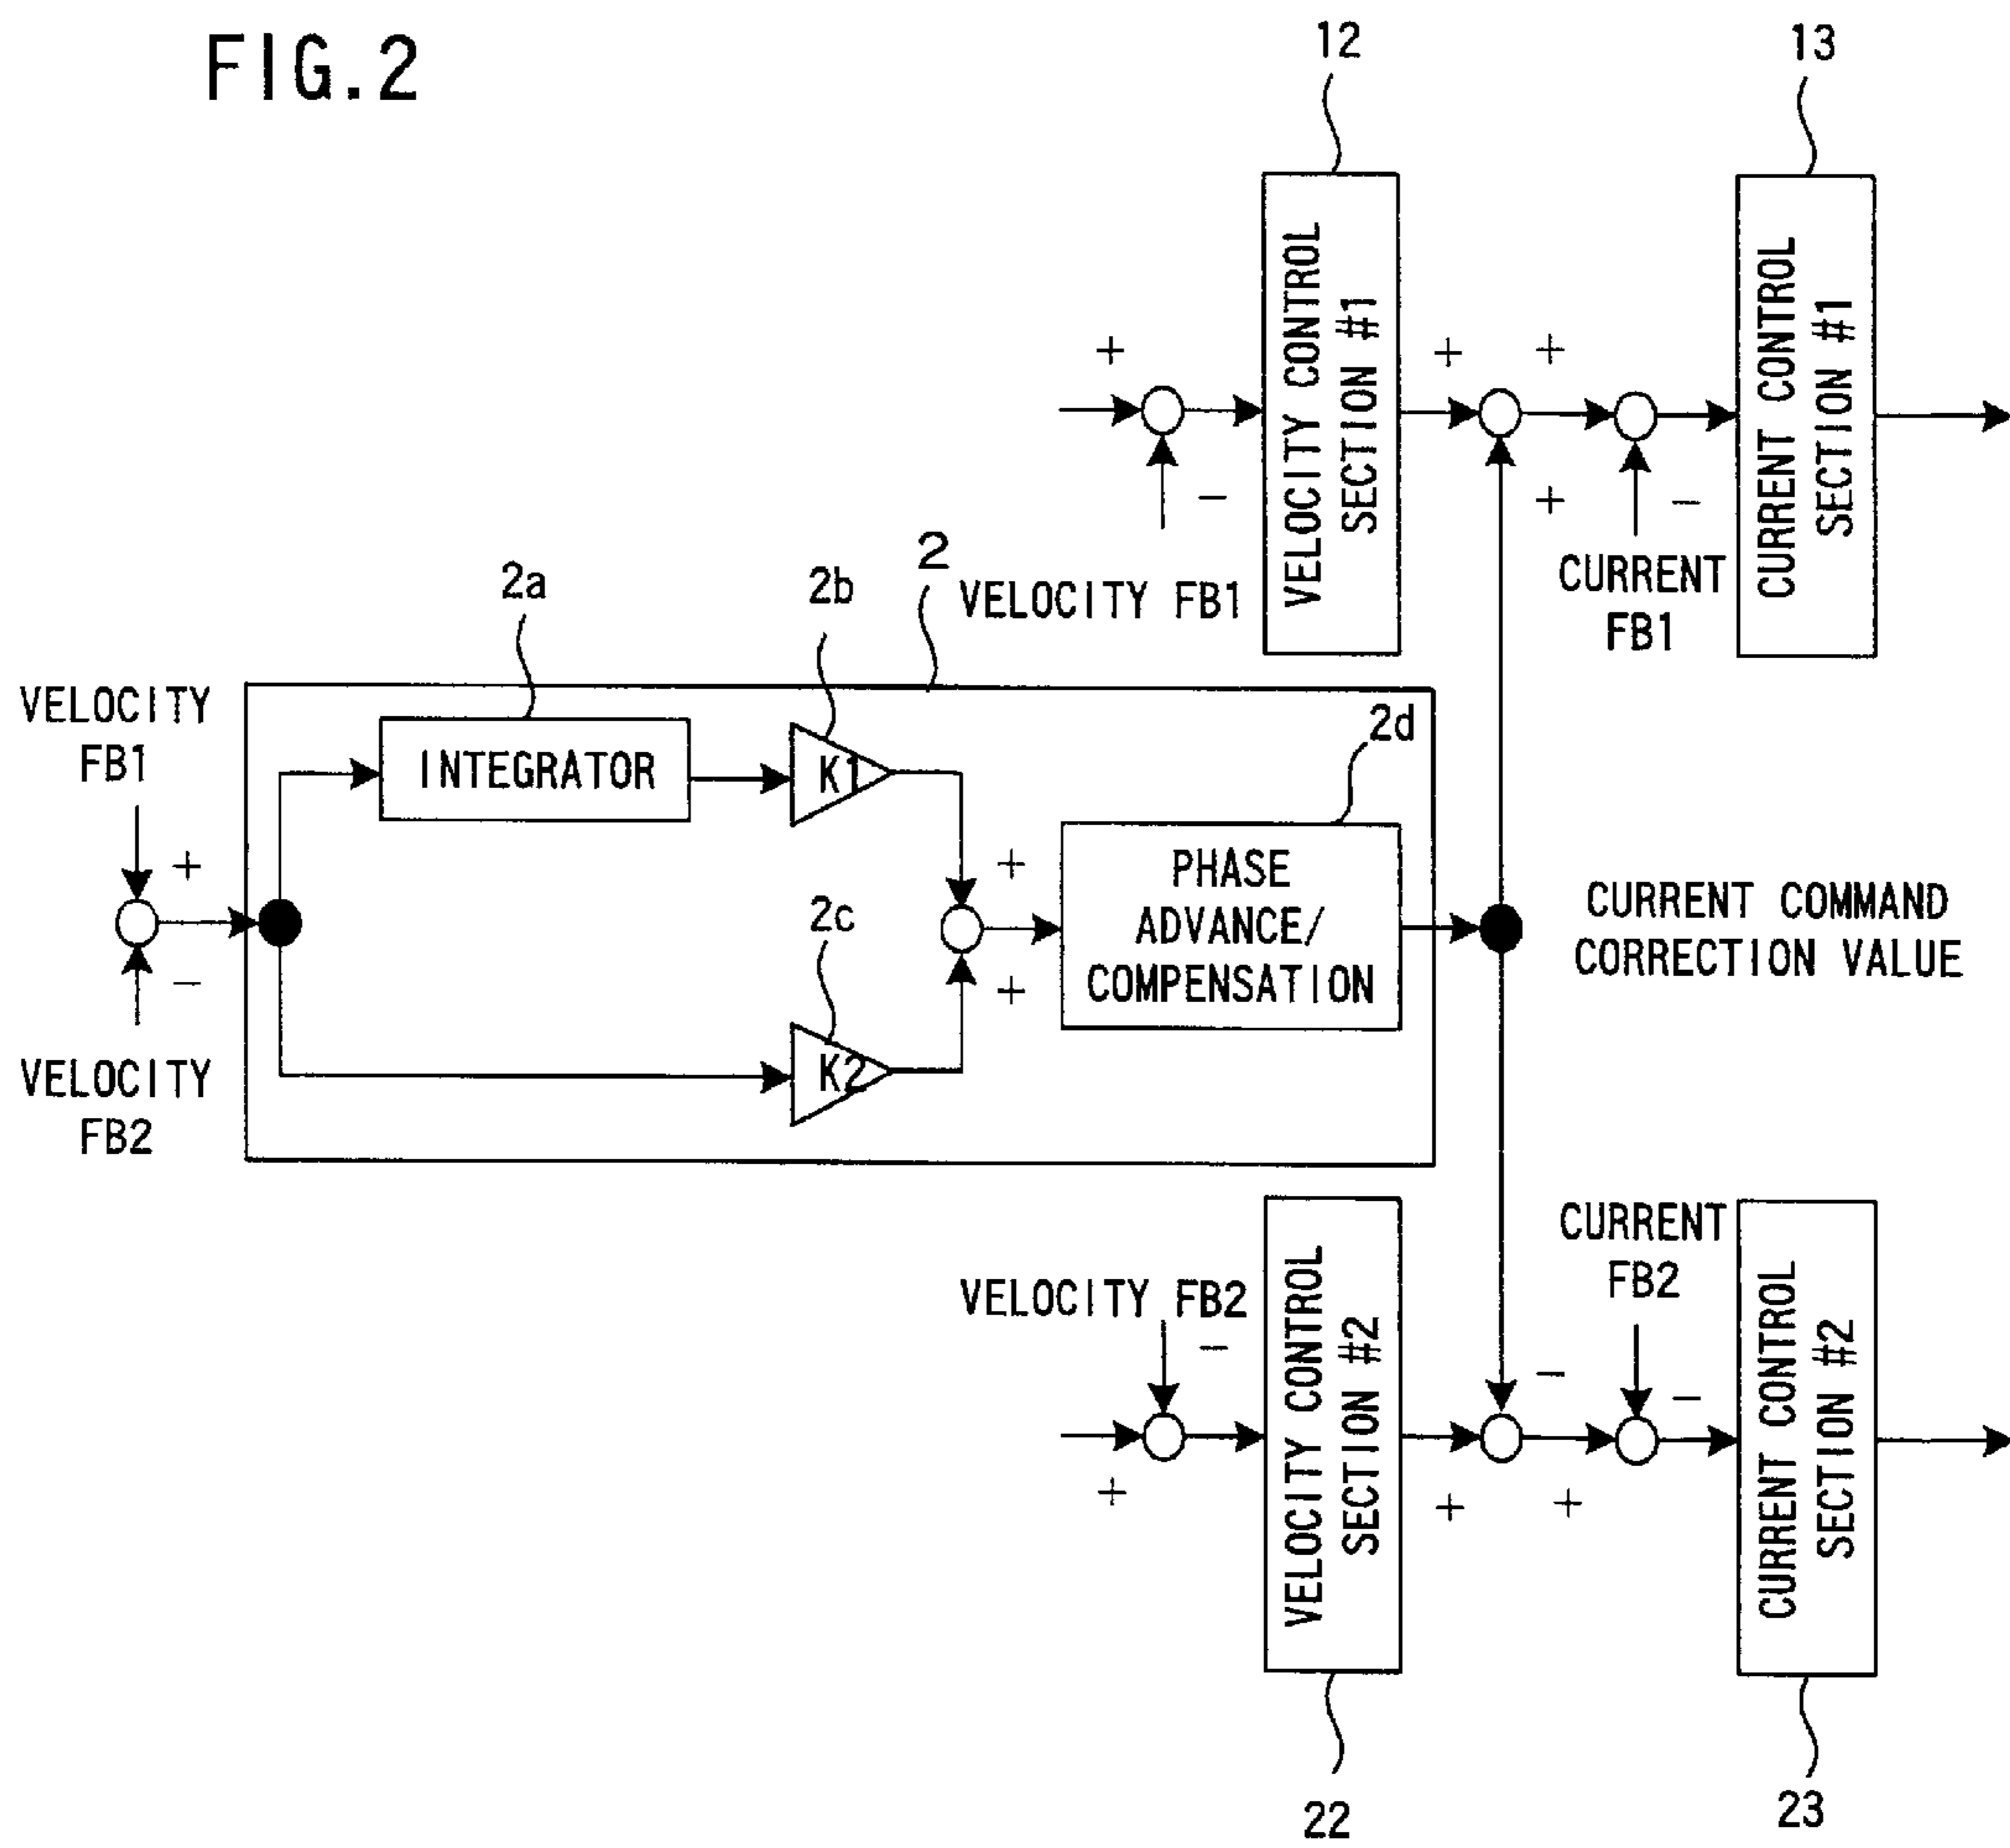 FIG.2
12
13
+
+
+
VELOCITY CONTROL
SECTION #1
CURRENT CONTROL
SECTION #1
-
+
-
VELOCITY FB1
CURRENT
FB1
2
2a
2b
2d
VELOCITY
FB1
INTEGRATOR
K1
+
+
PHASE
ADVANCE/
COMPENSATION
CURRENT COMMAND
CORRECTION VALUE
2c
-
+
K2
VELOCITY
FB2
VELOCITY FB2
CURRENT
FB2
-
-
-
VELOCITY CONTROL
SECTION #2
CURRENT CONTROL
SECTION #2
+
+
+
22
23